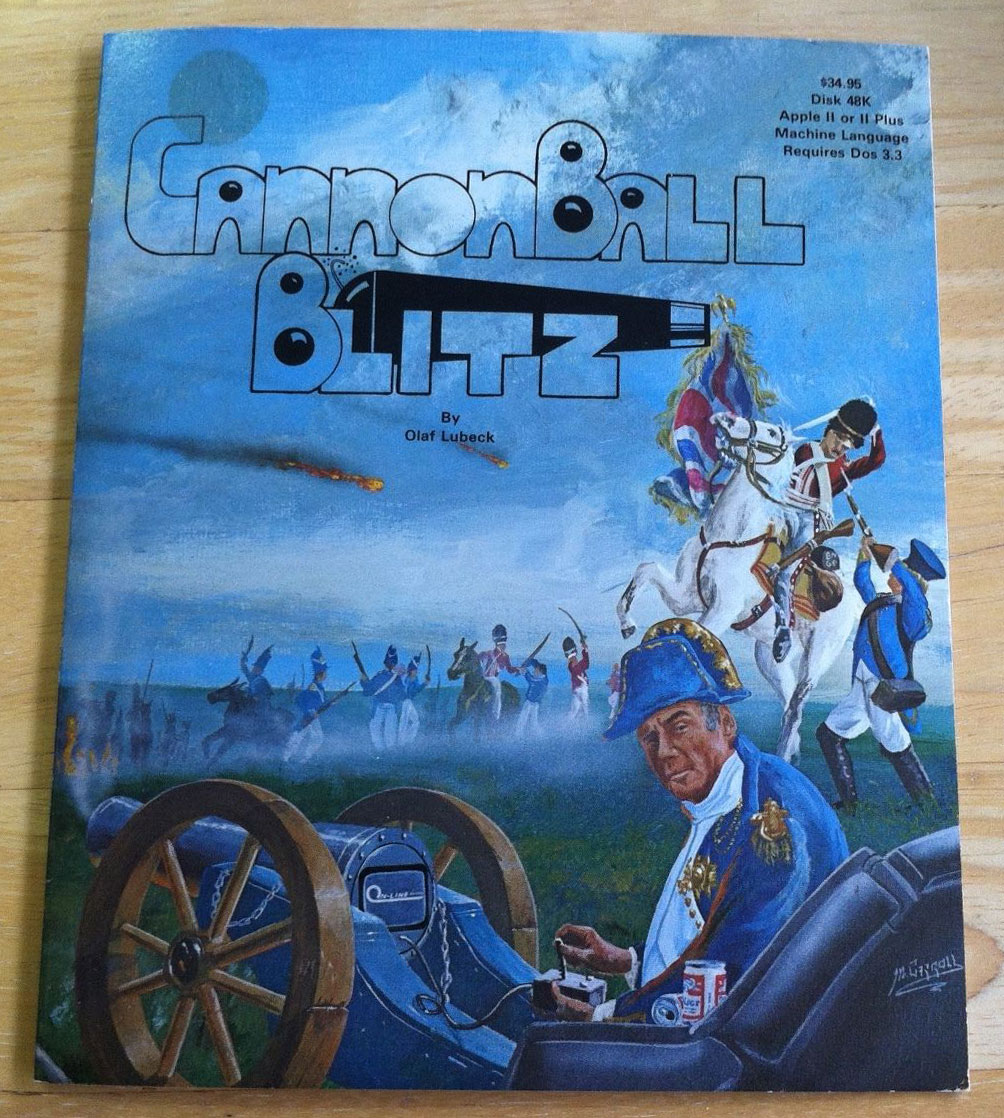 $34.95
Disk 48K
Apple II or II Plus
Machine Language
Requires Dos 3.3
CannonBall
Blitz
By
Olaf Lubeck
On-Line
M. Carroll